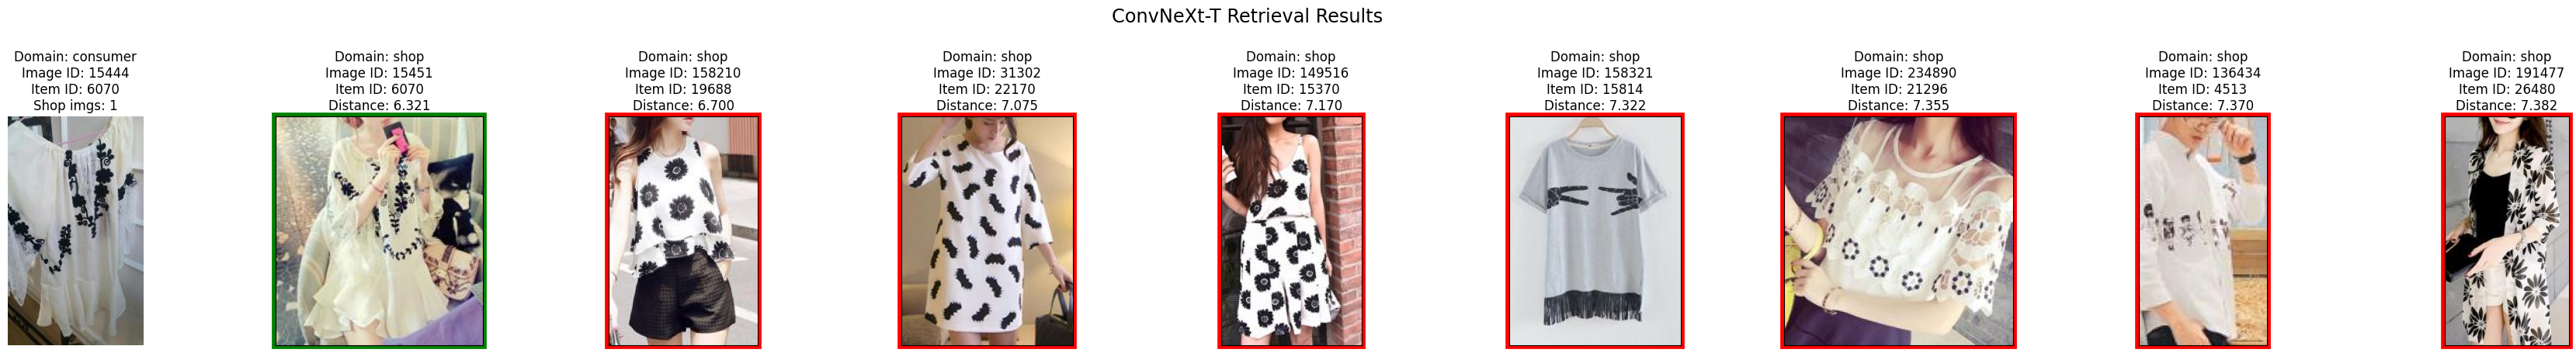 ConvNeXt-T Retrieval Results
Domain: consumer
Image ID: 15444
Item ID: 6070
Shop imgs: 1
Domain: shop
Image ID: 15451
Item ID: 6070
Distance: 6.321
Domain: shop
Image ID: 158210
Item ID: 19688
Distance: 6.700
Domain: shop
Image ID: 31302
Item ID: 22170
Distance: 7.075
Domain: shop
Image ID: 149516
Item ID: 15370
Distance: 7.170
Domain: shop
Image ID: 158321
Item ID: 15814
Distance: 7.322
Domain: shop
Image ID: 234890
Item ID: 21296
Distance: 7.355
Domain: shop
Image ID: 136434
Item ID: 4513
Distance: 7.370
Domain: shop
Image ID: 191477
Item ID: 26480
Distance: 7.382